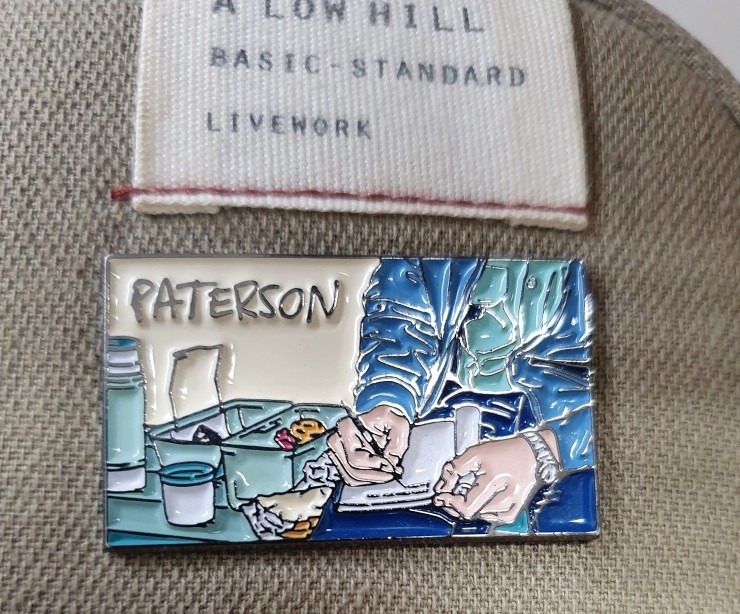 A LOW HILL
BASIC-STANDARD
LIVEWORK
PATERSON